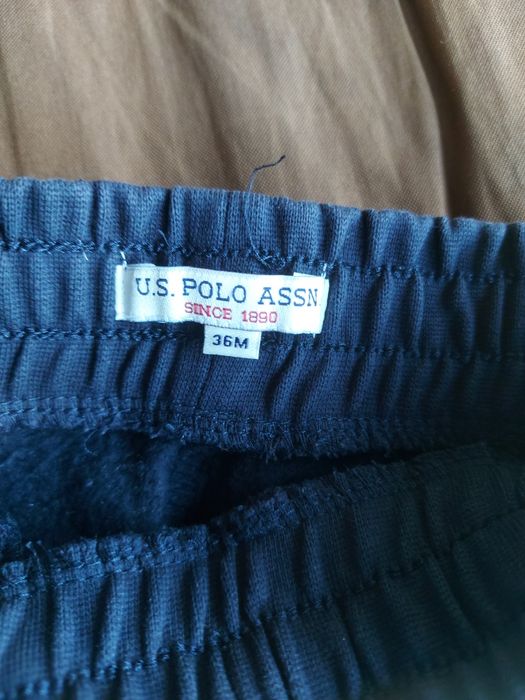 U.S. POLO ASSN
SINCE 1890
36M